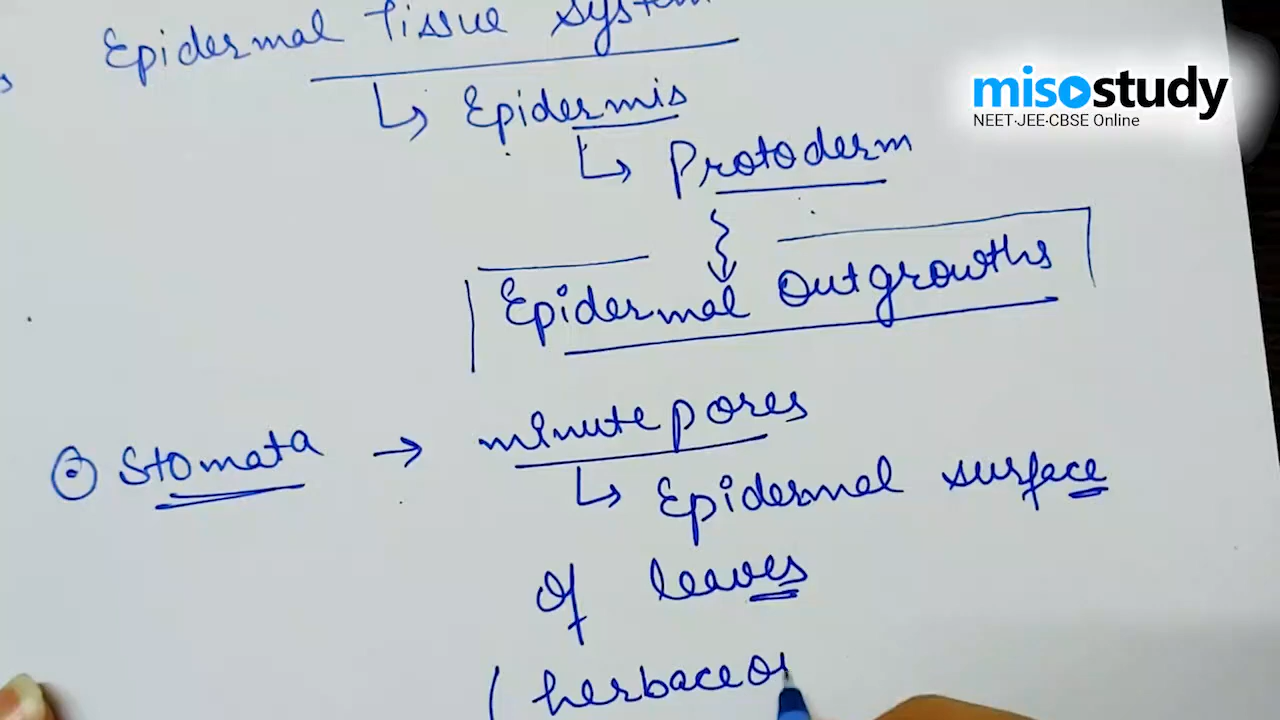 Epidermal Tissue System
↳ Epidermis
↳ Protoderm
Epidermal Outgrowths
Stomata → minute pores
↳ Epidermal surface
of leaves
( herbaceo
misostudy
NEET-JEE-CBSE Online